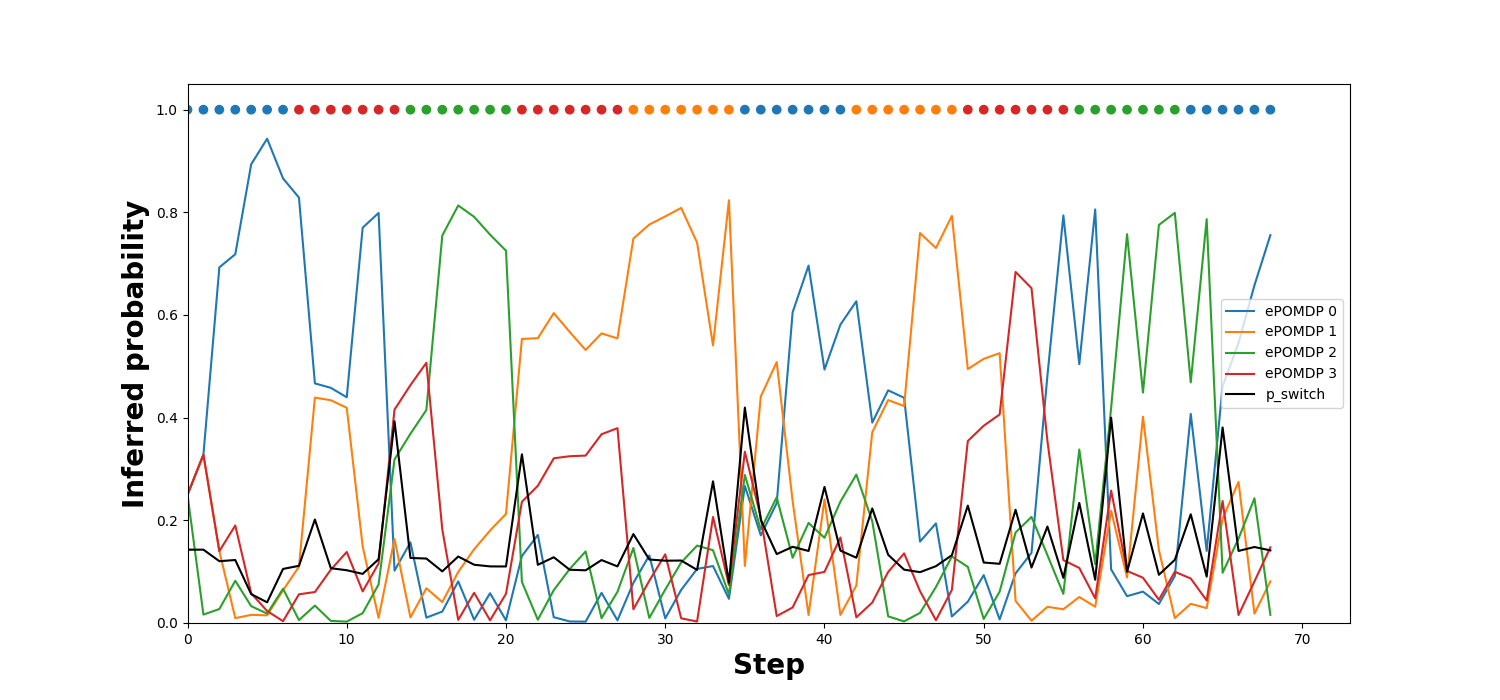 1.0
0.8
0.6
0.4
0.2
0.0
Inferred probability
ePOMDP 0
ePOMDP 1
ePOMDP 2
ePOMDP 3
p_switch
0 10 20 30 40 50 60 70
Step